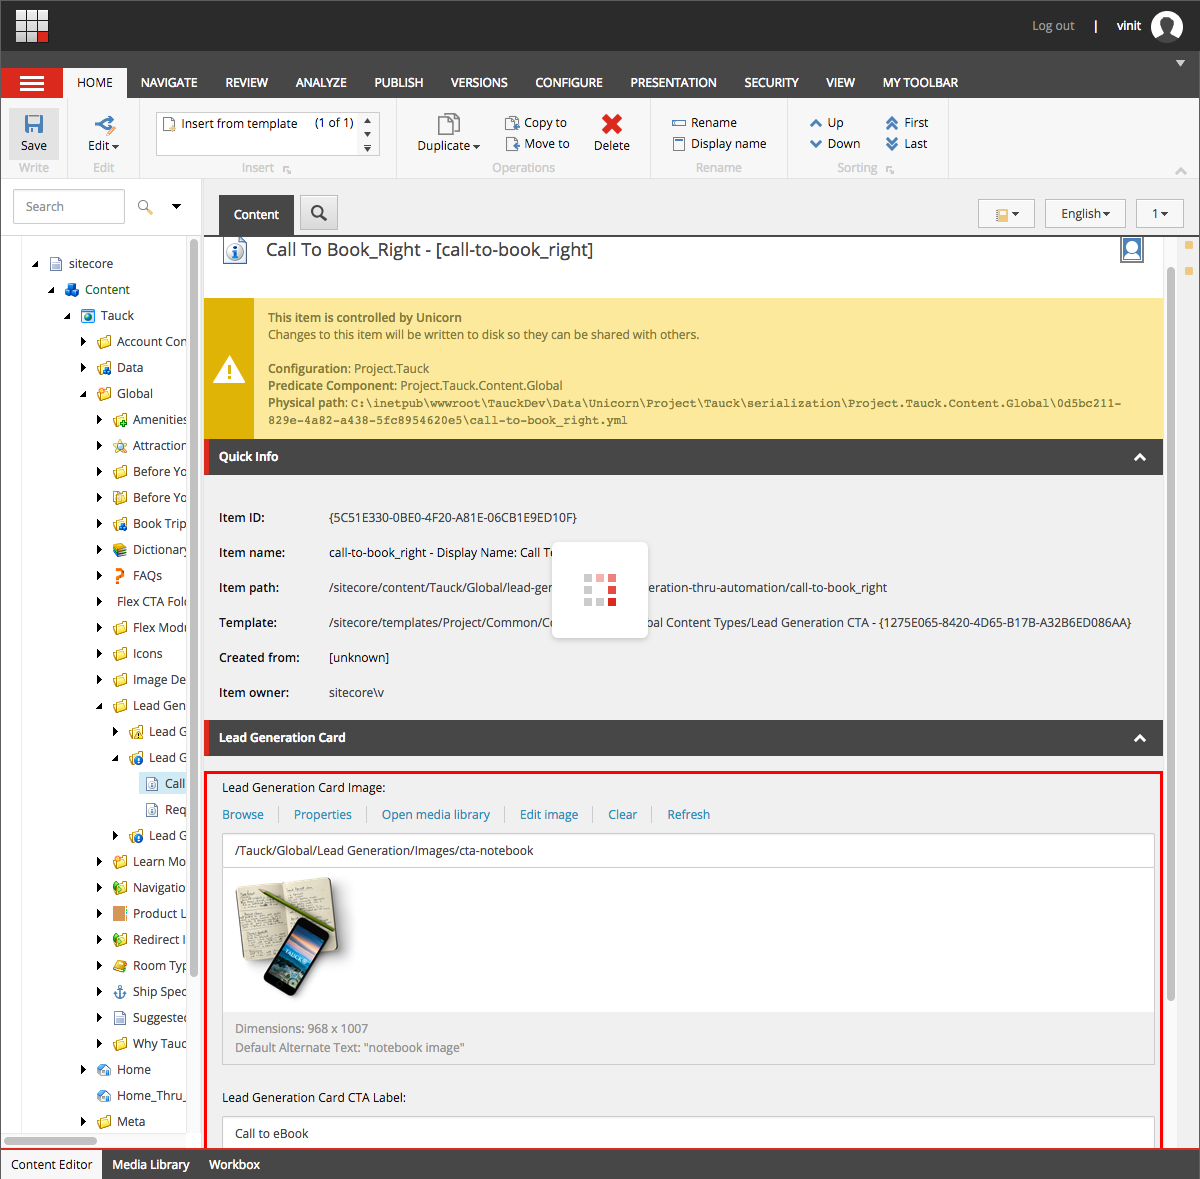 Log out | vinit
HOME NAVIGATE REVIEW ANALYZE PUBLISH VERSIONS CONFIGURE PRESENTATION SECURITY VIEW MY TOOLBAR
Save
Write
Edit
Edit
Insert from template (1 of 1)
Insert
Duplicate
Copy to
Move to
Delete
Operations
Rename
Display name
Rename
Up
Down
First
Last
Sorting
Search
Content
English
1
sitecore
Content
Tauck
Account Con
Data
Global
Amenities
Attraction
Before Yo
Before Yo
Book Trip
Dictionary
FAQs
Flex CTA Fol
Flex Modu
Icons
Image De
Lead Gen
Lead G
Lead G
Call
Req
Lead G
Learn Mo
Navigatio
Product L
Redirect I
Room Typ
Ship Spec
Suggested
Why Tauc
Home
Home_Thru_
Meta
Call To Book_Right - [call-to-book_right]
This item is controlled by Unicorn
Changes to this item will be written to disk so they can be shared with others.
Configuration: Project.Tauck
Predicate Component: Project.Tauck.Content.Global
Physical path: C:\inetpub\wwwroot\TauckDev\Data\Unicorn\Project\Tauck\serialization\Project.Tauck.Content.Global\0d5bc211-
829e-4a82-a438-5fc8954620e5\call-to-book_right.yml
Quick Info
Item ID: {5C51E330-0BE0-4F20-A81E-06CB1E9ED10F}
Item name: call-to-book_right - Display Name: Call T
Item path: /sitecore/content/Tauck/Global/lead-gen eration-thru-automation/call-to-book_right
Template: /sitecore/templates/Project/Common/Co bal Content Types/Lead Generation CTA - {1275E065-8420-4D65-B17B-A32B6ED086AA}
Created from: [unknown]
Item owner: sitecore\v
Lead Generation Card
Lead Generation Card Image:
Browse Properties Open media library Edit image Clear Refresh
/Tauck/Global/Lead Generation/Images/cta-notebook
TAUCK
Dimensions: 968 x 1007
Default Alternate Text: "notebook image"
Lead Generation Card CTA Label:
Call to eBook
Content Editor Media Library Workbox